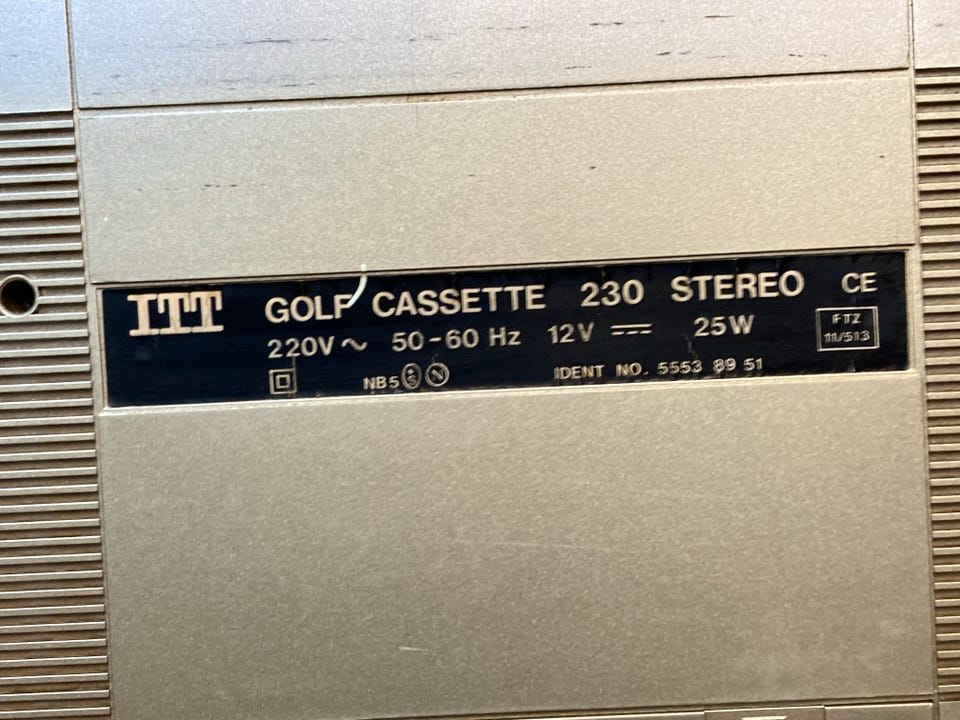 ITT GOLF CASSETTE 230 STEREO CE
220V ~ 50-60 Hz 12V ⎓ 25W
FTZ
11/513
NB5 S N
IDENT NO. 5553 89 51